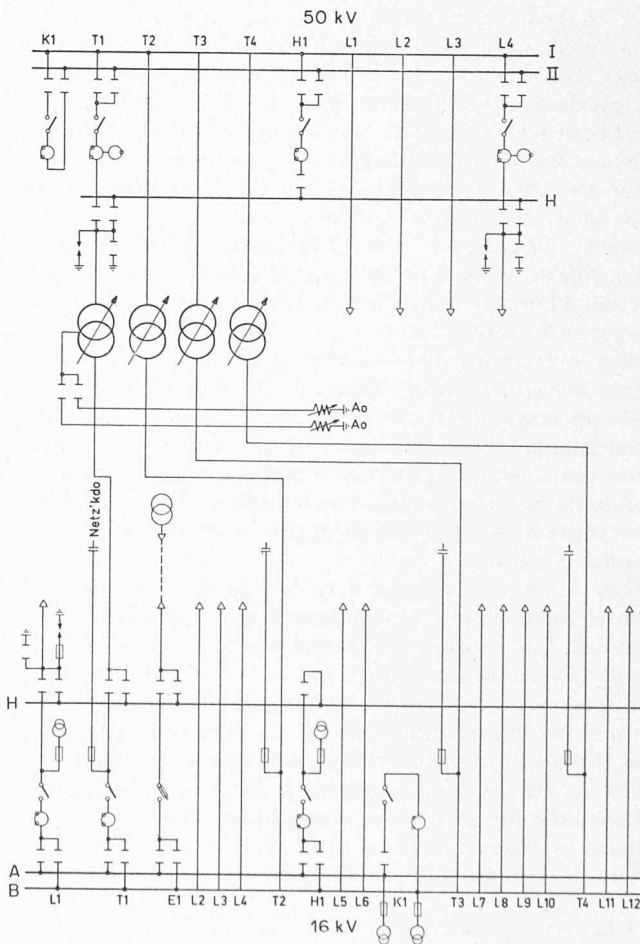 50 kV
K1 T1 T2 T3 T4 H1 L1 L2 L3 L4 I
II
H
Ao
Ao
Netz'kdo
H
A
B
L1 T1 E1 L2 L3 L4 T2 H1 L5 L6 K1 T3 L7 L8 L9 L10 T4 L11 L12
16 kV